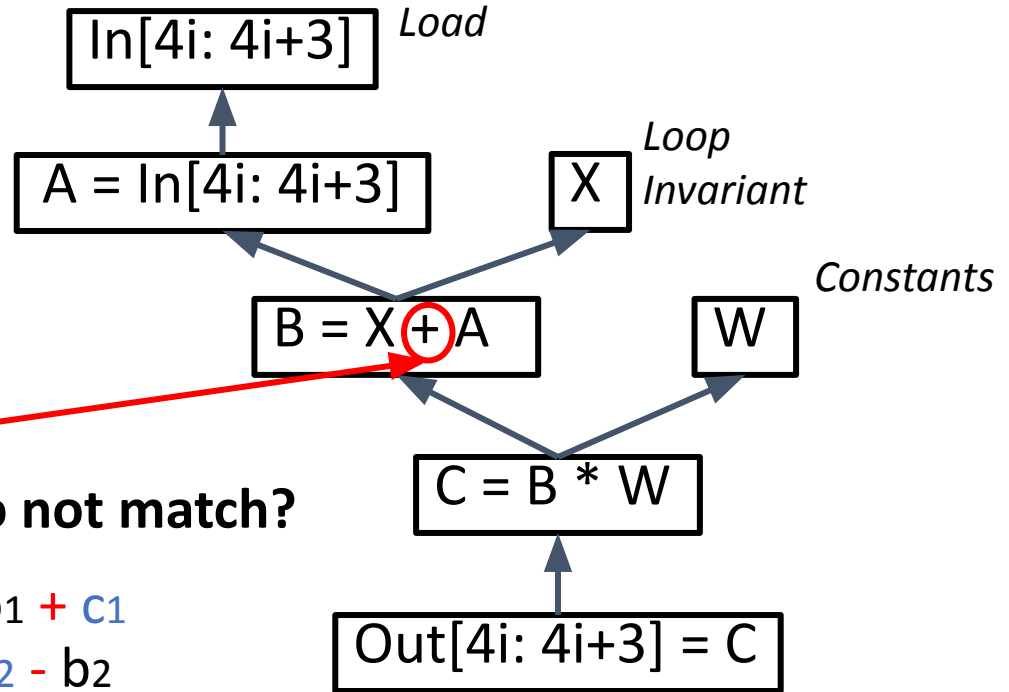 In[4i: 4i+3]
Load
A = In[4i: 4i+3]
X
Loop
Invariant
Constants
B = X + A
W
C = B * W
not match?
1 + c1
2 - b2
Out[4i: 4i+3] = C